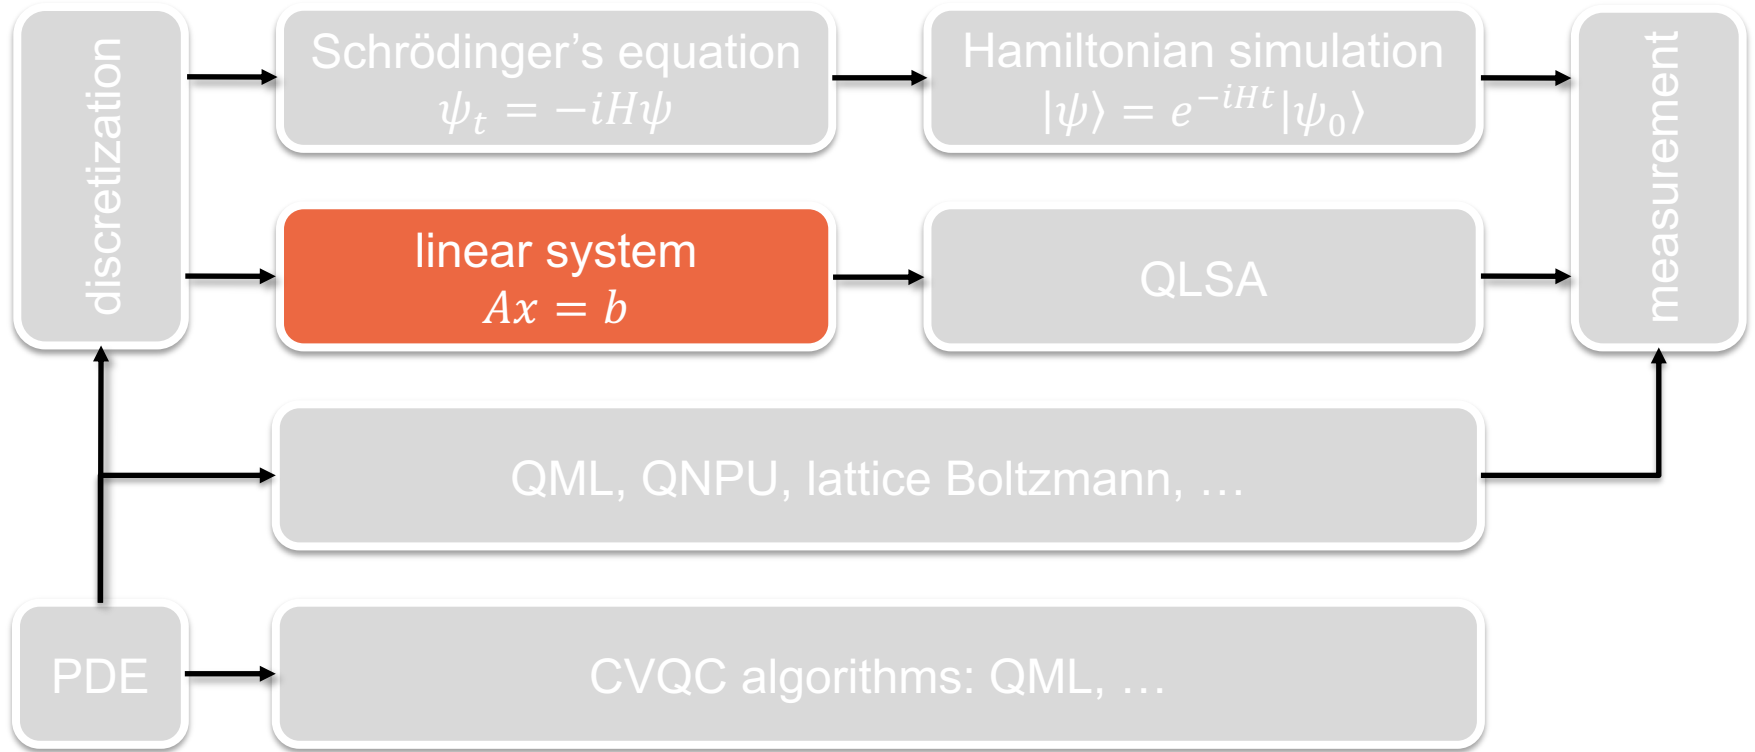 discretization
Schrödinger’s equation
ψ_t = −iHψ
Hamiltonian simulation
|ψ⟩ = e^{−iHt}|ψ_0⟩
measurement
linear system
Ax = b
QLSA
QML, QNPU, lattice Boltzmann, …
PDE
CVQC algorithms: QML, …